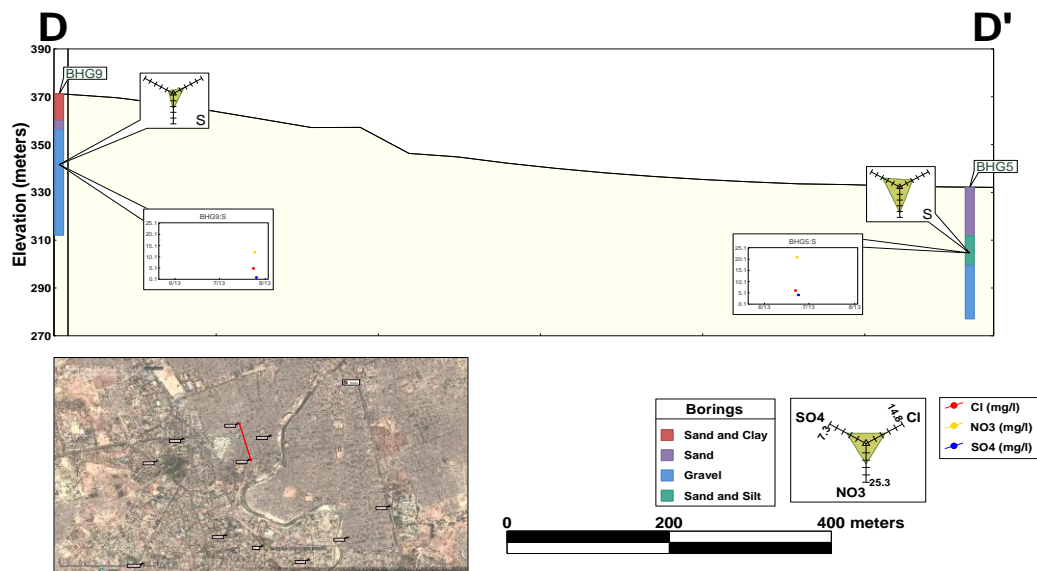 D
D'
390
370
350
330
310
290
270
Elevation (meters)
BHG9
S
BHG9:S
25.1
20.1
15.1
10.1
5.1
0.1
6/13
7/13
8/13
BHG5
S
BHG5:S
25.1
20.1
15.1
10.1
5.1
0.1
6/13
7/13
8/13
Borings
Sand and Clay
Sand
Gravel
Sand and Silt
SO4
Cl
7.3
14.8
25.3
NO3
Cl (mg/l)
NO3 (mg/l)
SO4 (mg/l)
0
200
400 meters